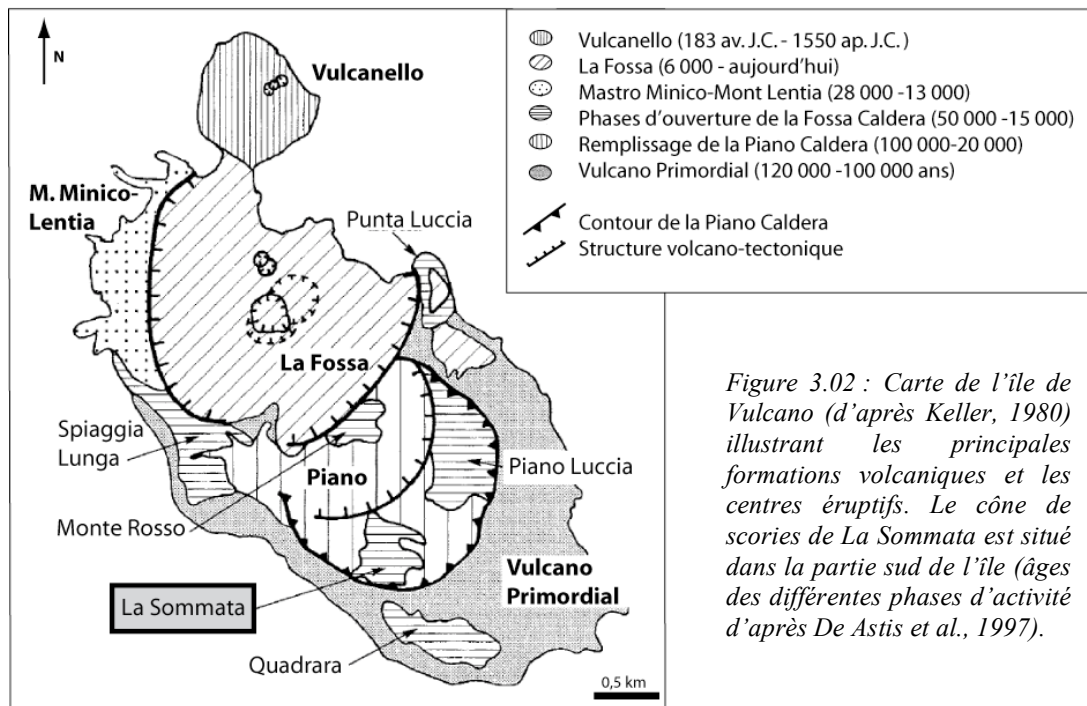 N
Vulcanello
M. Minico-
Lentia
Punta Luccia
La Fossa
Spiaggia
Lunga
Piano
Piano Luccia
Monte Rosso
La Sommata
Vulcano
Primordial
Quadrara
0,5 km
Vulcanello (183 av. J.C. - 1550 ap. J.C.)
La Fossa (6 000 - aujourd'hui)
Mastro Minico-Mont Lentia (28 000 -13 000)
Phases d'ouverture de la Fossa Caldera (50 000 -15 000)
Remplissage de la Piano Caldera (100 000-20 000)
Vulcano Primordial (120 000 -100 000 ans)
Contour de la Piano Caldera
Structure volcano-tectonique
Figure 3.02 : Carte de l'île de
Vulcano (d'après Keller, 1980)
illustrant les principales
formations volcaniques et les
centres éruptifs. Le cône de
scories de La Sommata est situé
dans la partie sud de l'île (âges
des différentes phases d'activité
d'après De Astis et al., 1997).